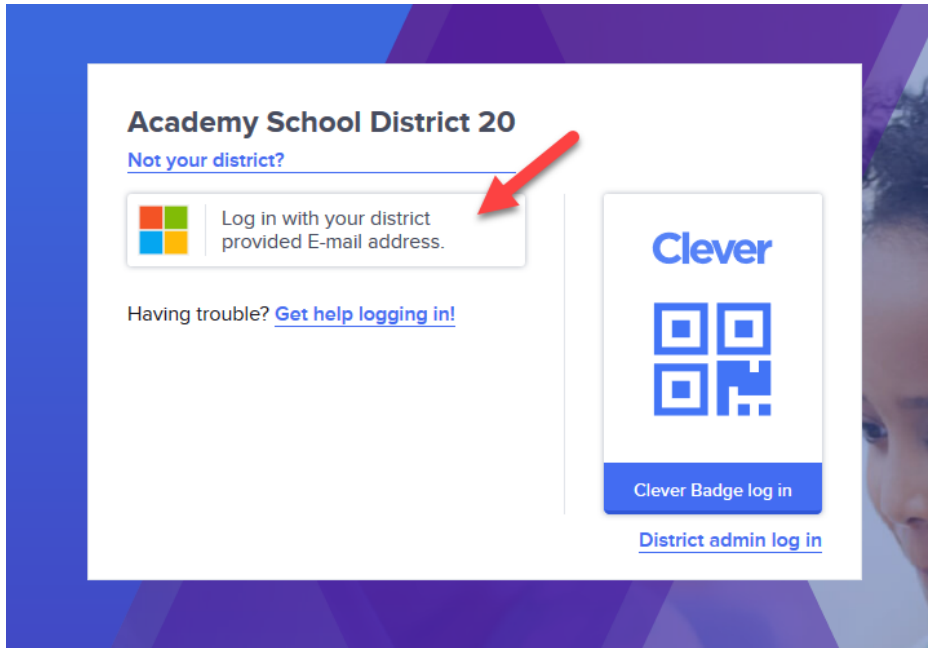 Academy School District 20
Not your district?
Log in with your district
provided E-mail address.
Having trouble? Get help logging in!
Clever
Clever Badge log in
District admin log in